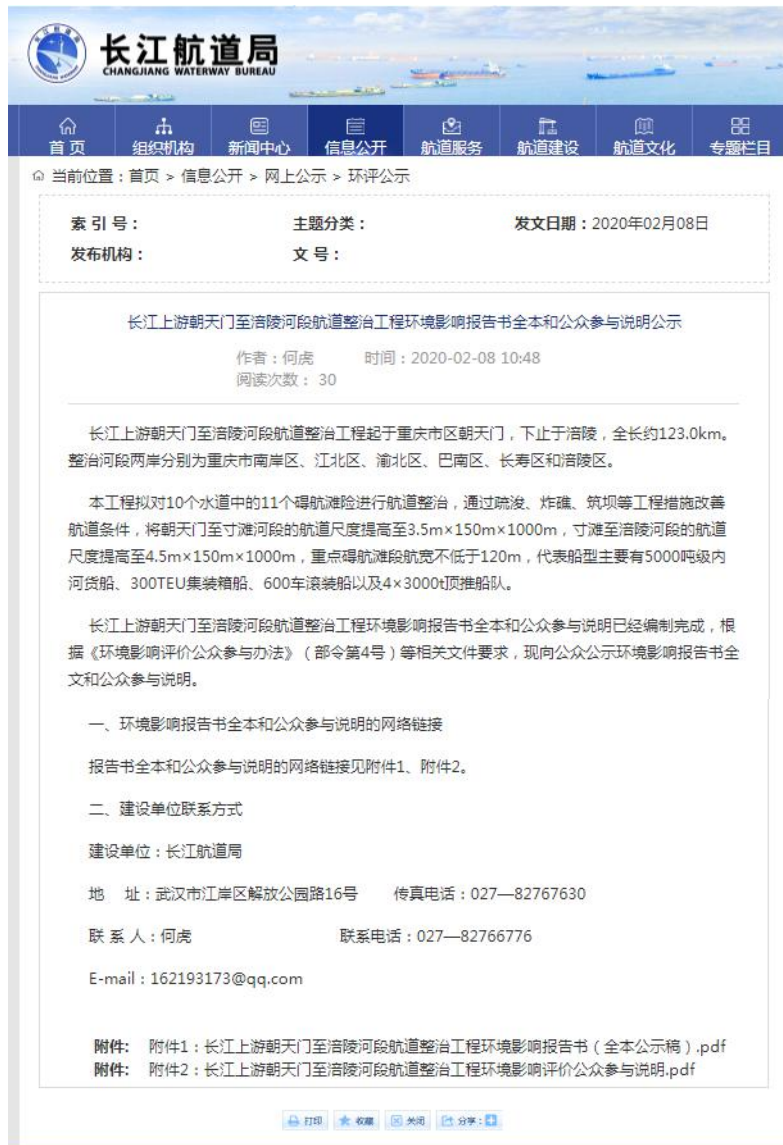 长江航道局
CHANGJIANG WATERWAY BUREAU
首页 组织机构 新闻中心 信息公开 航道服务 航道建设 航道文化 专题栏目
当前位置：首页 > 信息公开 > 网上公示 > 环评公示
索 引 号： 主题分类： 发文日期：2020年02月08日
发布机构： 文 号：
长江上游朝天门至涪陵河段航道整治工程环境影响报告书全本和公众参与说明公示
作者：何虎 时间：2020-02-08 10:48
阅读次数： 30
长江上游朝天门至涪陵河段航道整治工程起于重庆市区朝天门，下止于涪陵，全长约123.0km。
整治河段两岸分别为重庆市南岸区、江北区、渝北区、巴南区、长寿区和涪陵区。
本工程拟对10个水道中的11个碍航滩险进行航道整治，通过疏浚、炸礁、筑坝等工程措施改善
航道条件，将朝天门至寸滩河段的航道尺度提高至3.5m×150m×1000m，寸滩至涪陵河段的航道
尺度提高至4.5m×150m×1000m，重点碍航滩段航宽不低于120m，代表船型主要有5000吨级内
河货船、300TEU集装箱船、600车滚装船以及4×3000t顶推船队。
长江上游朝天门至涪陵河段航道整治工程环境影响报告书全本和公众参与说明已经编制完成，根
据《环境影响评价公众参与办法》（部令第4号）等相关文件要求，现向公众公示环境影响报告书全
文和公众参与说明。
一、环境影响报告书全本和公众参与说明的网络链接
报告书全本和公众参与说明的网络链接见附件1、附件2。
二、建设单位联系方式
建设单位：长江航道局
地 址：武汉市江岸区解放公园路16号 传真电话：027—82767630
联 系 人：何虎 联系电话：027—82766776
E-mail：162193173@qq.com
附件: 附件1：长江上游朝天门至涪陵河段航道整治工程环境影响报告书（全本公示稿）.pdf
附件: 附件2：长江上游朝天门至涪陵河段航道整治工程环境影响评价公众参与说明.pdf
打印 收藏 关闭 分享：